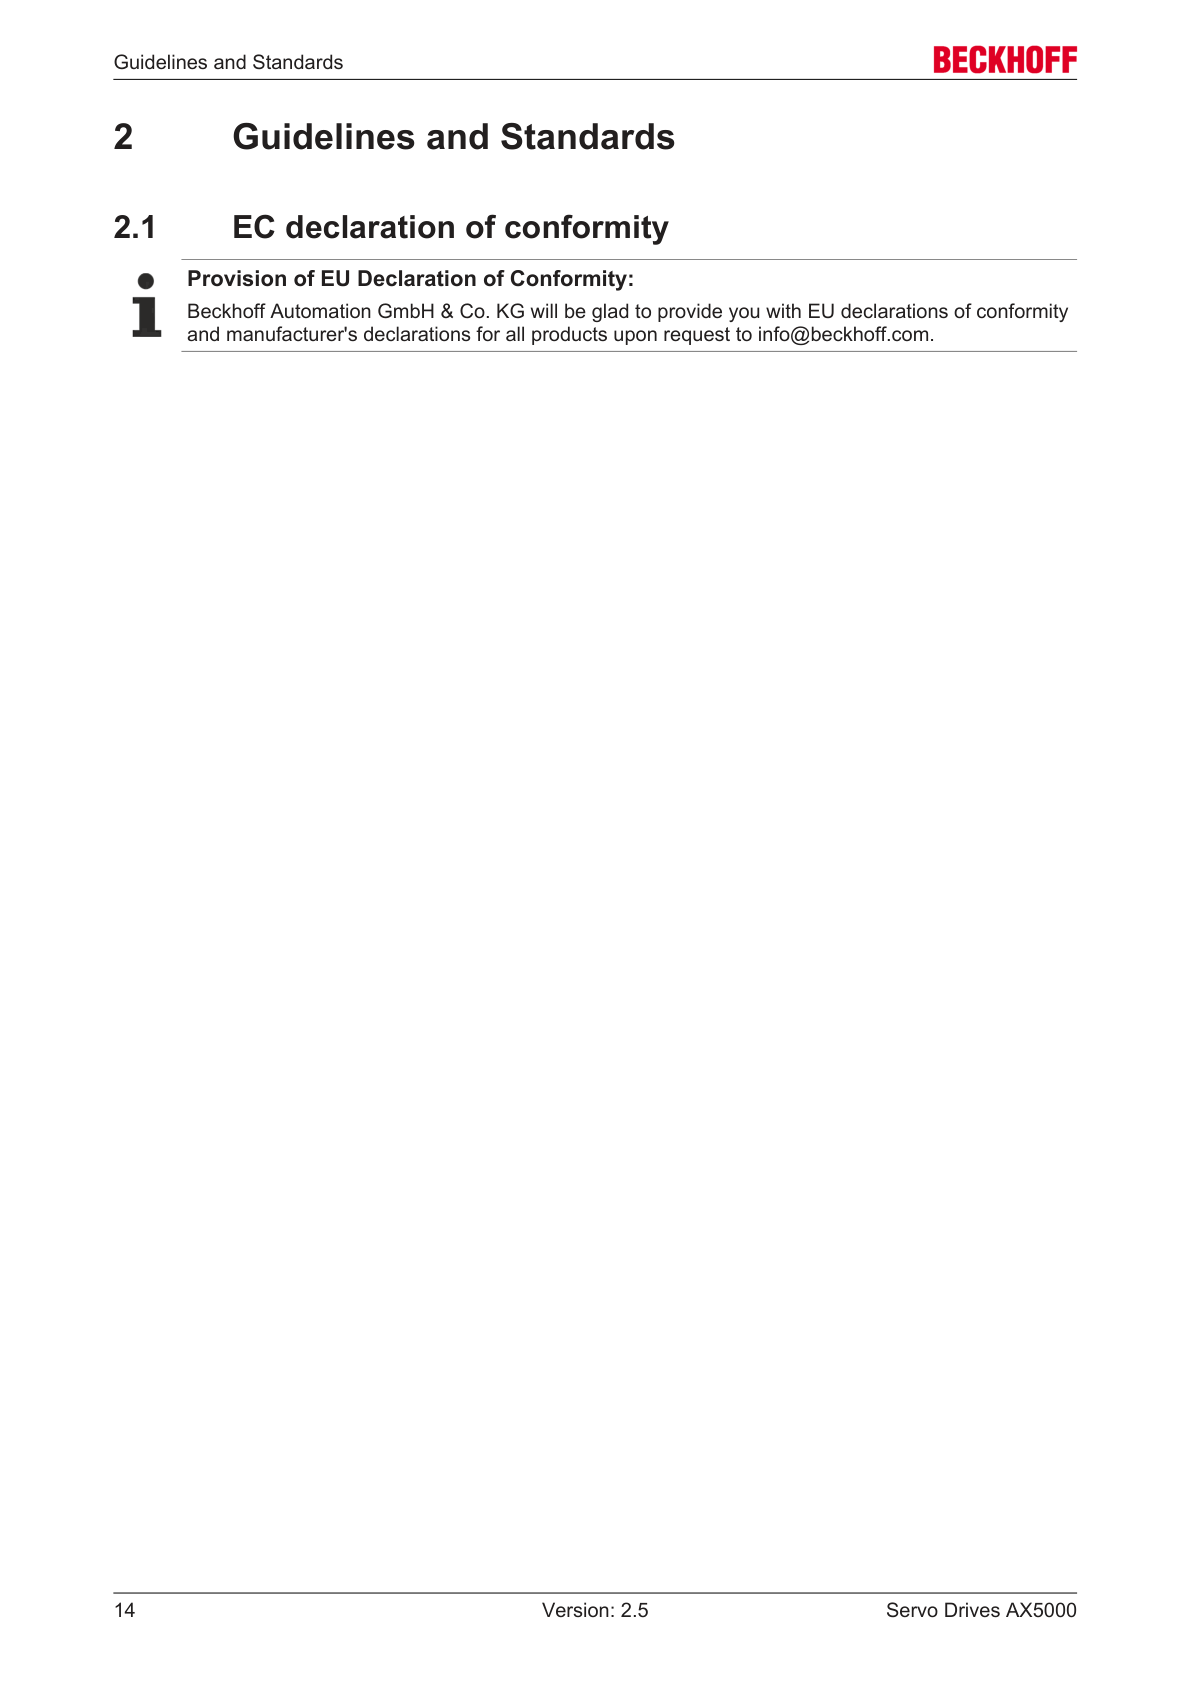 Guidelines and Standards
BECKHOFF
2 Guidelines and Standards
2.1 EC declaration of conformity
Provision of EU Declaration of Conformity:
Beckhoff Automation GmbH & Co. KG will be glad to provide you with EU declarations of conformity
and manufacturer's declarations for all products upon request to info@beckhoff.com.
14 Version: 2.5 Servo Drives AX5000